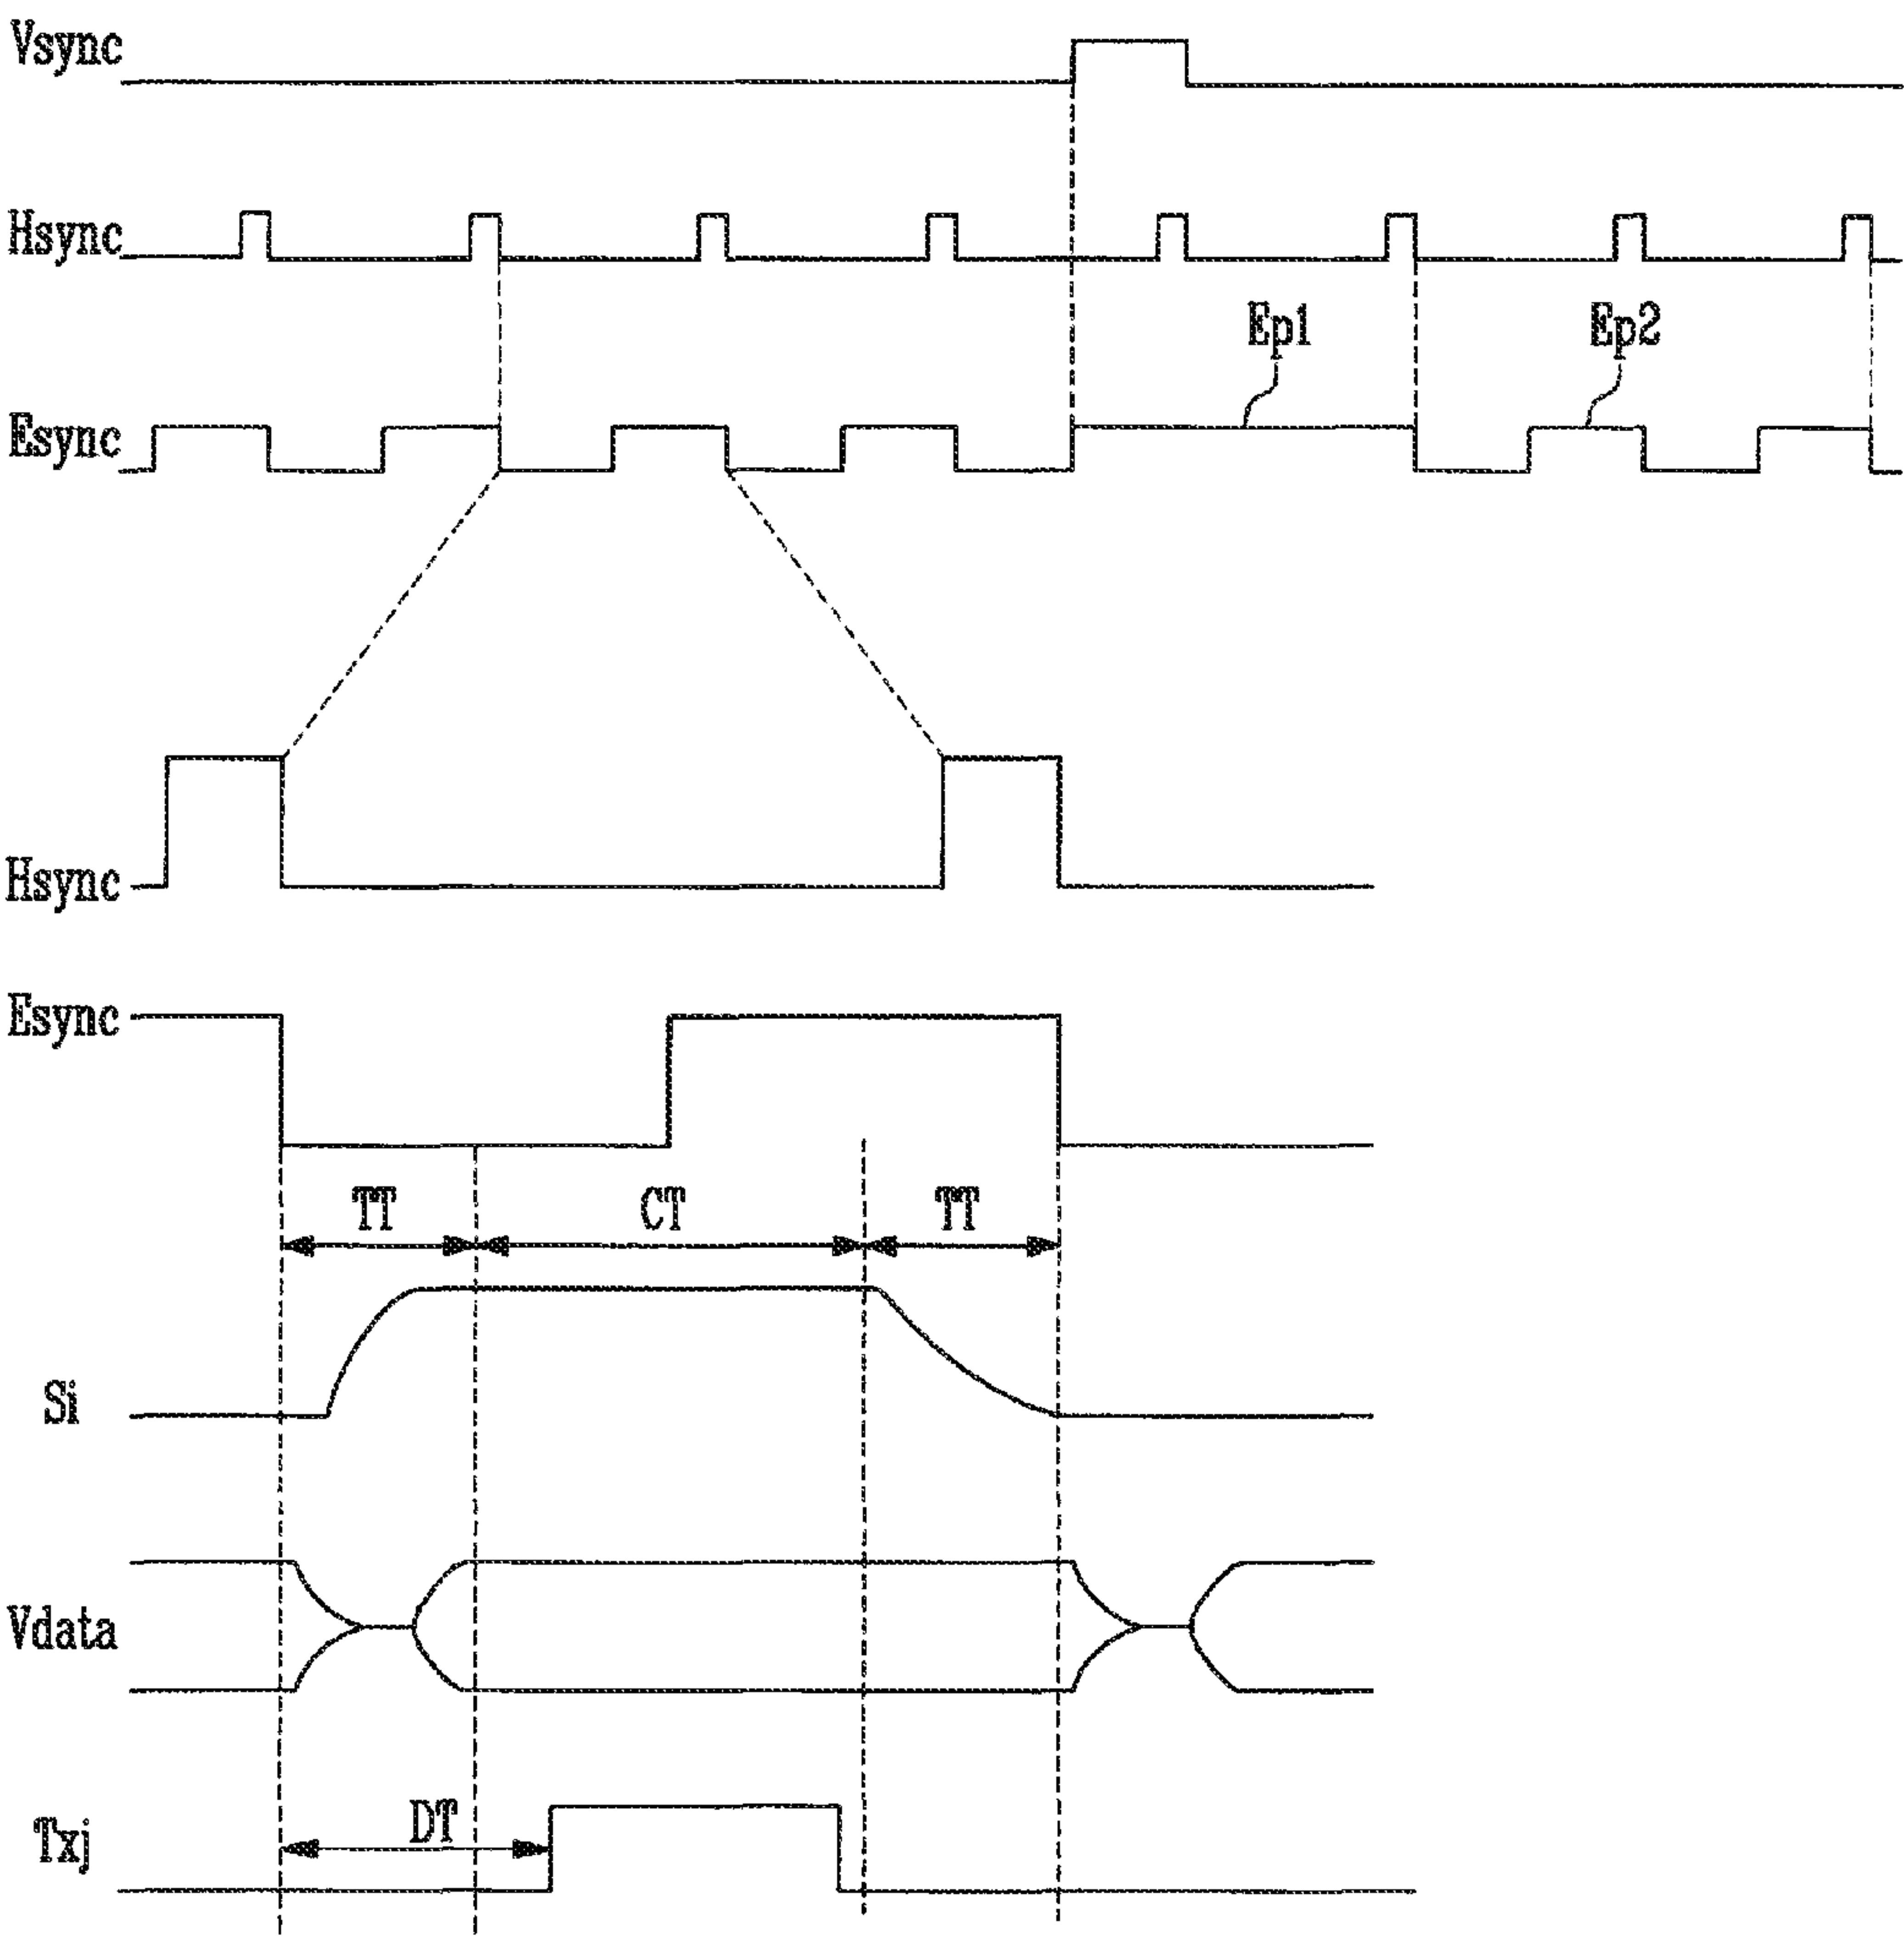 Vsync
Hsync
Ep1
Ep2
Esync
Hsync
Esync
TT
CT
TT
Si
Vdata
DT
Txj